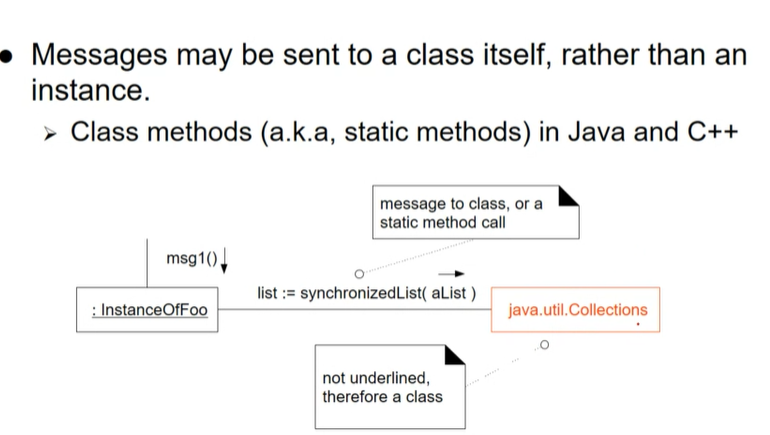 ● Messages may be sent to a class itself, rather than an
instance.
➢ Class methods (a.k.a, static methods) in Java and C++
message to class, or a
static method call
msg1()
list := synchronizedList( aList )
: InstanceOfFoo
java.util.Collections
not underlined,
therefore a class